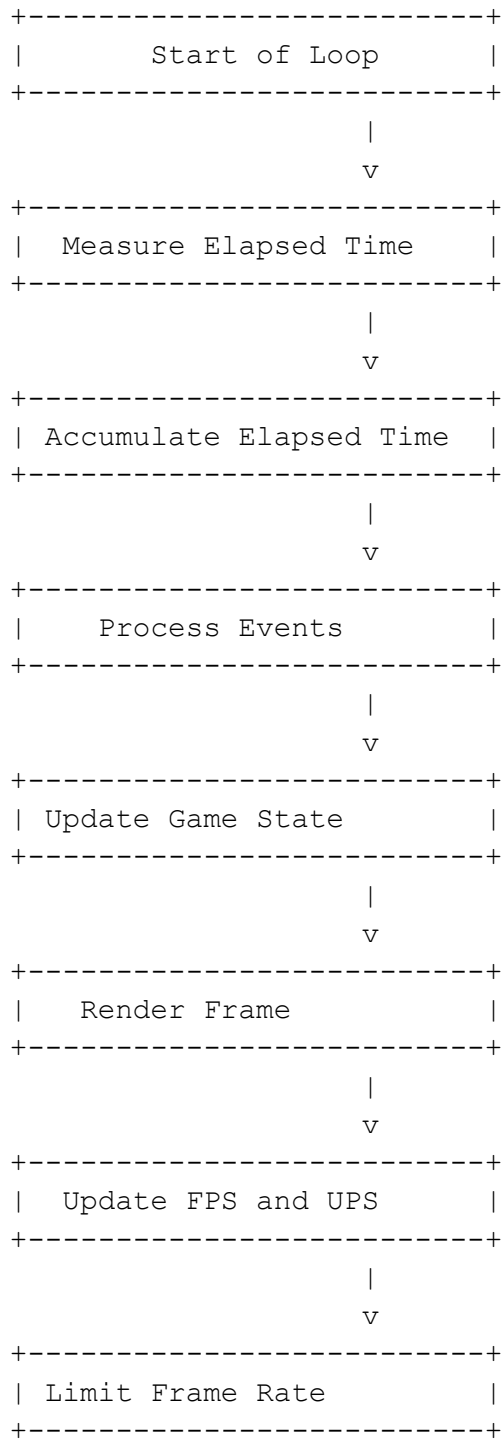 +--------------------------+
|       Start of Loop      |
+--------------------------+
                    |
                    v
+--------------------------+
|  Measure Elapsed Time    |
+--------------------------+
                    |
                    v
+--------------------------+
| Accumulate Elapsed Time  |
+--------------------------+
                    |
                    v
+--------------------------+
|    Process Events        |
+--------------------------+
                    |
                    v
+--------------------------+
| Update Game State        |
+--------------------------+
                    |
                    v
+--------------------------+
|   Render Frame           |
+--------------------------+
                    |
                    v
+--------------------------+
|  Update FPS and UPS      |
+--------------------------+
                    |
                    v
+--------------------------+
| Limit Frame Rate         |
+--------------------------+